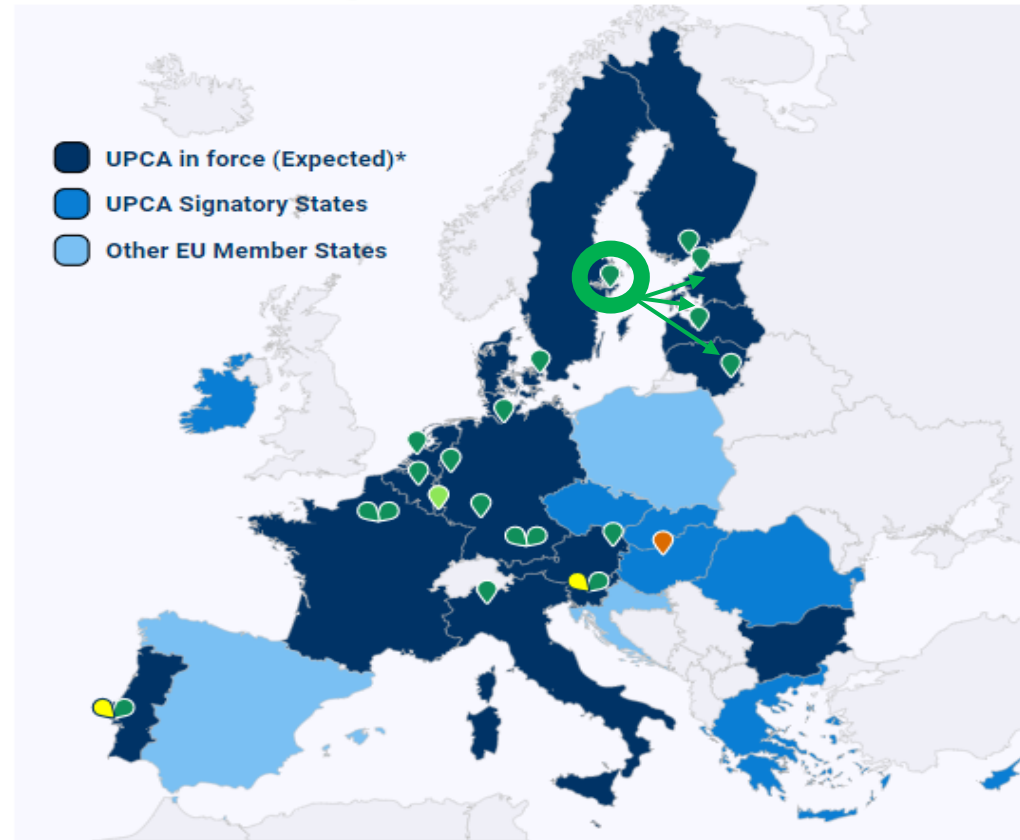 UPCA in force (Expected)*
UPCA Signatory States
Other EU Member States